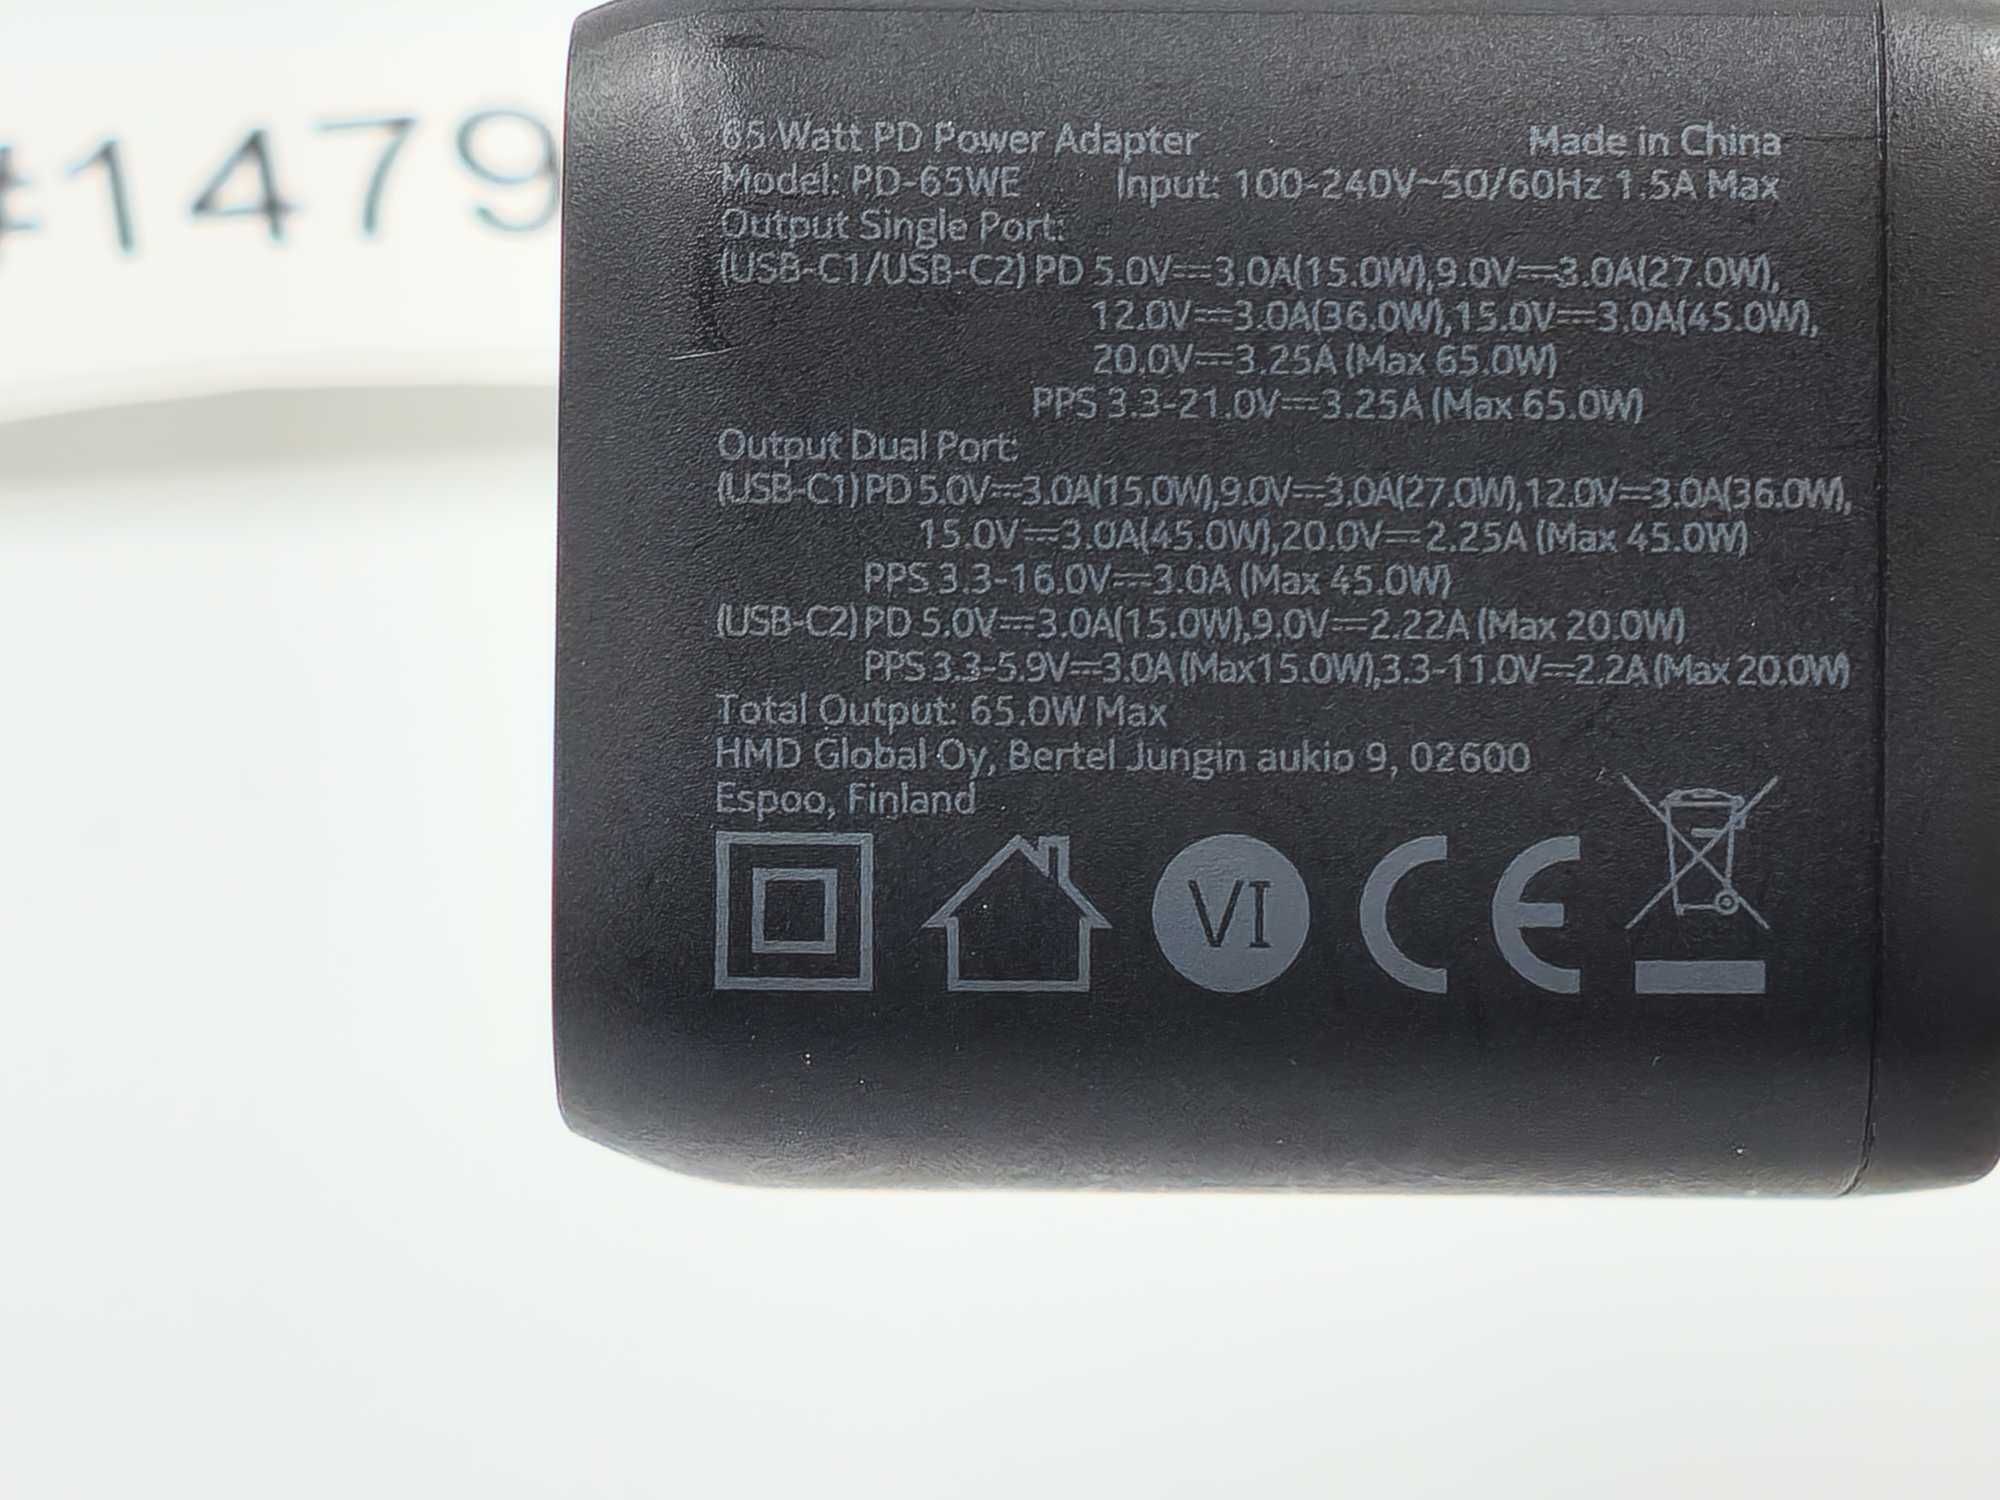 #1479
65 Watt PD Power Adapter Made in China
Model: PD-65WE Input: 100-240V~50/60Hz 1.5A Max
Output Single Port:
(USB-C1/USB-C2) PD 5.0V⎓3.0A(15.0W),9.0V⎓3.0A(27.0W),
12.0V⎓3.0A(36.0W),15.0V⎓3.0A(45.0W),
20.0V⎓3.25A (Max 65.0W)
PPS 3.3-21.0V⎓3.25A (Max 65.0W)
Output Dual Port:
(USB-C1) PD 5.0V⎓3.0A(15.0W),9.0V⎓3.0A(27.0W),12.0V⎓3.0A(36.0W),
15.0V⎓3.0A(45.0W),20.0V⎓2.25A (Max 45.0W)
PPS 3.3-16.0V⎓3.0A (Max 45.0W)
(USB-C2) PD 5.0V⎓3.0A(15.0W),9.0V⎓2.22A (Max 20.0W)
PPS 3.3-5.9V⎓3.0A (Max15.0W),3.3-11.0V⎓2.2A (Max 20.0W)
Total Output: 65.0W Max
HMD Global Oy, Bertel Jungin aukio 9, 02600
Espoo, Finland
VI CE